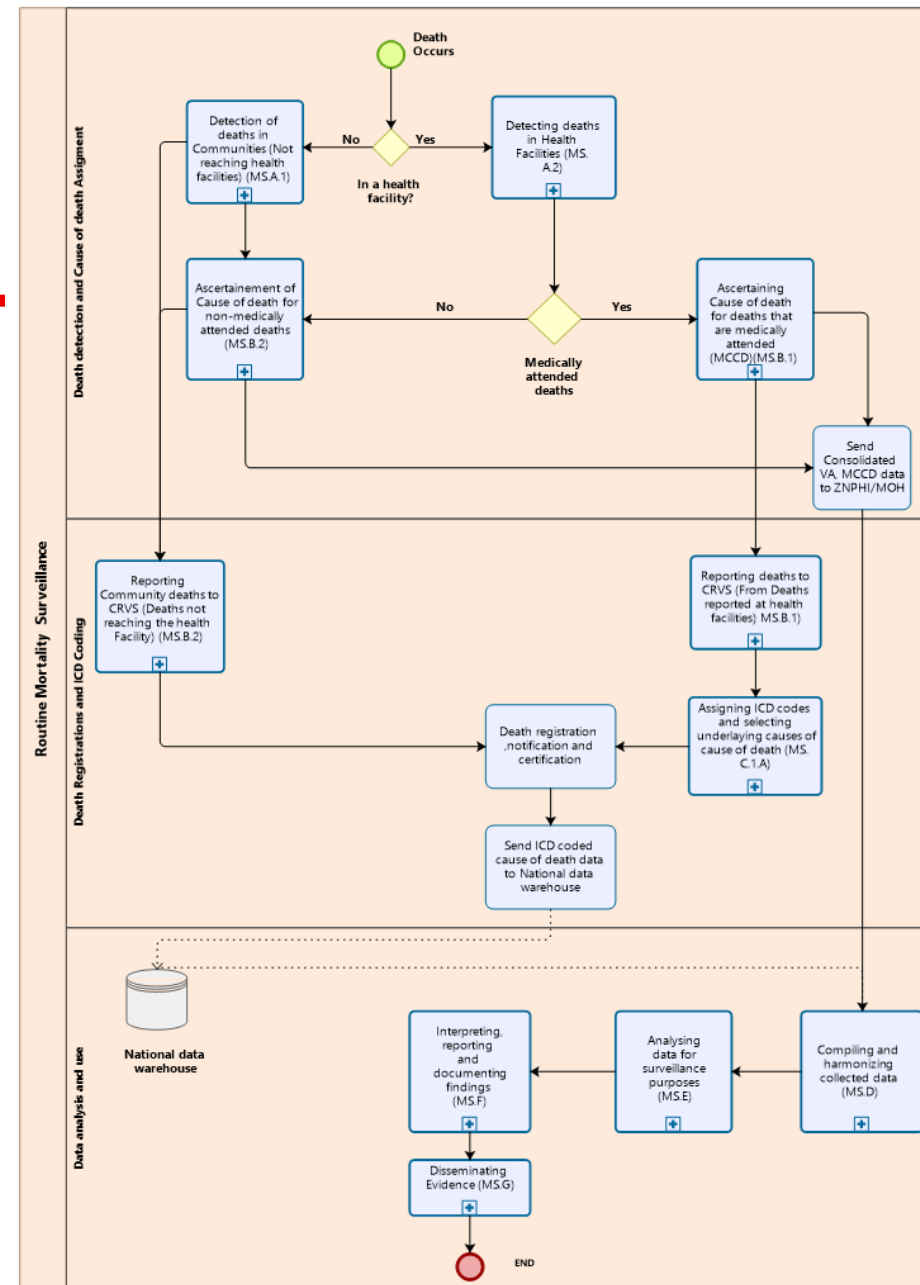 Routine Mortality Surveillance
Death detection and Cause of death Assigment
Death
Occurs
Detection of
deaths in
Communities (Not
reaching health
facilities) (MS.A.1)
No
Yes
In a health
facility?
Detecting deaths
in Health
Facilities (MS.
A.2)
Ascertainement of
Cause of death for
non-medically
attended deaths
(MS.B.2)
No
Yes
Medically
attended
deaths
Ascertaining
Cause of death
for deaths that
are medically
attended
(MCCD)(MS.B.1)
Send
Consolidated
VA, MCCD data
to ZNPHI/MOH
Death Registrations and ICD Coding
Reporting
Community deaths to
CRVS (Deaths not
reaching the health
Facility) (MS.B.2)
Reporting deaths to
CRVS (From Deaths
reported at health
facilities) MS.B.1)
Death registration
,notification and
certification
Assigning ICD codes
and selecting
underlaying causes of
cause of death (MS.
C.1.A)
Send ICD coded
cause of death data
to National data
warehouse
Data analysis and use
National data
warehouse
Interpreting,
reporting
and
documenting
findings
(MS.F)
Analysing
data for
surveillance
purposes
(MS.E)
Compiling and
harmonizing
collected data
(MS.D)
Disseminating
Evidence (MS.G)
END